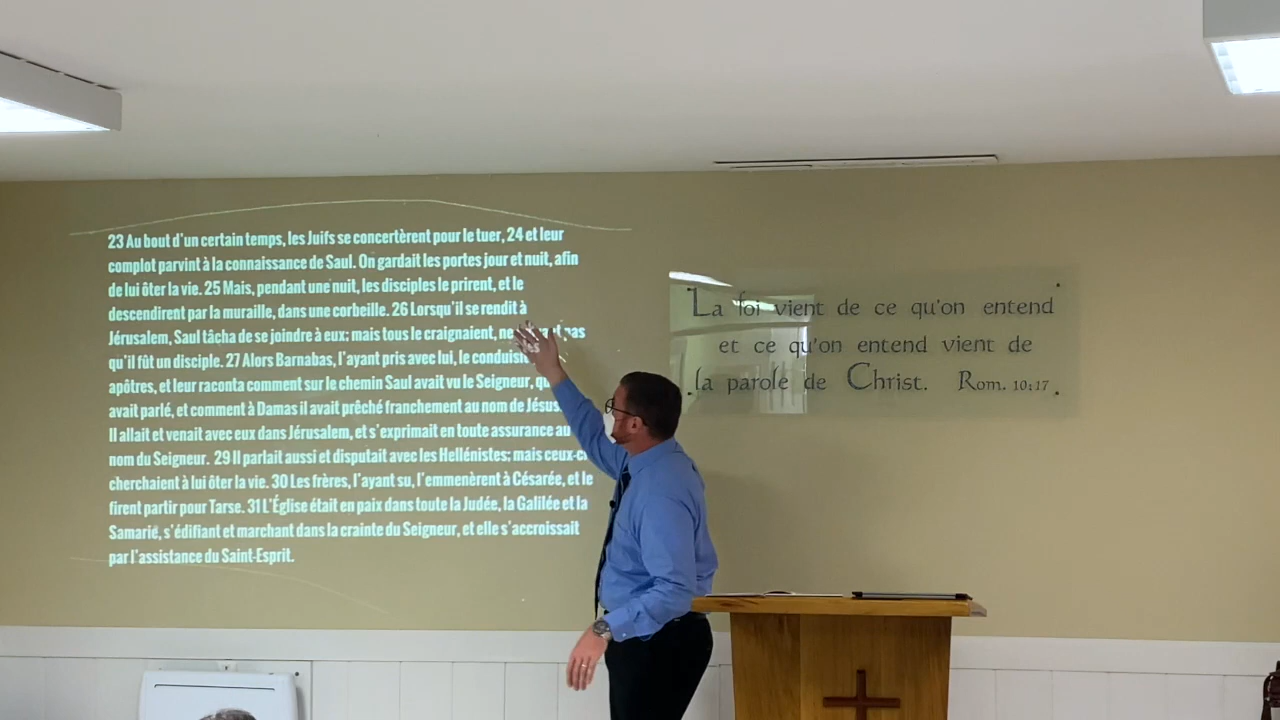 23 Au bout d'un certain temps, les Juifs se concertèrent pour le tuer, 24 et leur
complot parvint à la connaissance de Saul. On gardait les portes jour et nuit, afin
de lui ôter la vie. 25 Mais, pendant une nuit, les disciples le prirent, et le
descendirent par la muraille, dans une corbeille. 26 Lorsqu'il se rendit à
Jérusalem, Saul tâcha de se joindre à eux; mais tous le craignaient, ne pas
qu'il fût un disciple. 27 Alors Barnabas, l'ayant pris avec lui, le
apôtres, et leur raconta comment sur le chemin Saul avait vu le Seigneur,
avait parlé, et comment à Damas il avait prêché franchement au nom de Jésus.
Il allait et venait avec eux dans Jérusalem, et s'exprimait en toute assurance au
nom du Seigneur. 29 Il parlait aussi et disputait avec les Hellénistes; mais ceux-ci
cherchaient à lui ôter la vie. 30 Les frères, l'ayant su, l'emmenèrent à Césarée, et le
firent partir pour Tarse. 31 L'Église était en paix dans toute la Judée, la Galilée et la
Samarie, s'édifiant et marchant dans la crainte du Seigneur, et elle s'accroissait
par l'assistance du Saint-Esprit.
La foi vient de ce qu'on entend
et ce qu'on entend vient de
la parole de Christ. Rom. 10:17